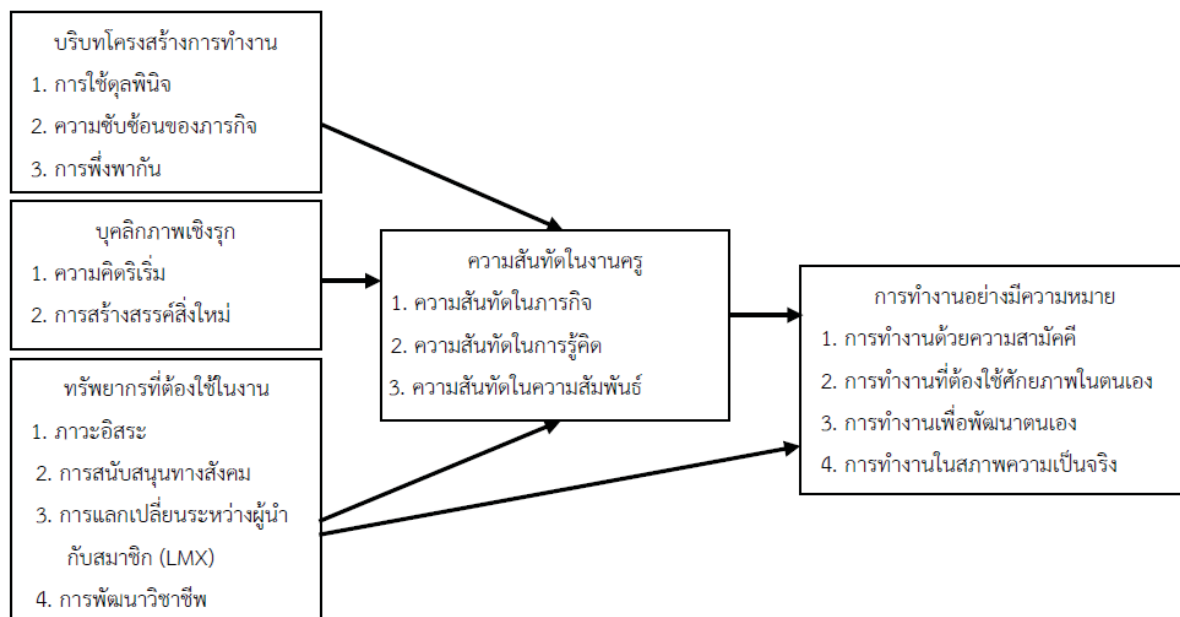 บริบทโครงสร้างการทำงาน
1. การใช้ดุลพินิจ
2. ความซับซ้อนของภารกิจ
3. การพึ่งพากัน
บุคลิกภาพเชิงรุก
1. ความคิดริเริ่ม
2. การสร้างสรรค์สิ่งใหม่
ทรัพยากรที่ต้องใช้ในงาน
1. ภาวะอิสระ
2. การสนับสนุนทางสังคม
3. การแลกเปลี่ยนระหว่างผู้นำ
กับสมาชิก (LMX)
4. การพัฒนาวิชาชีพ
ความสันทัดในงานครู
1. ความสันทัดในภารกิจ
2. ความสันทัดในการรู้คิด
3. ความสันทัดในความสัมพันธ์
การทำงานอย่างมีความหมาย
1. การทำงานด้วยความสามัคคี
2. การทำงานที่ต้องใช้ศักยภาพในตนเอง
3. การทำงานเพื่อพัฒนาตนเอง
4. การทำงานในสภาพความเป็นจริง